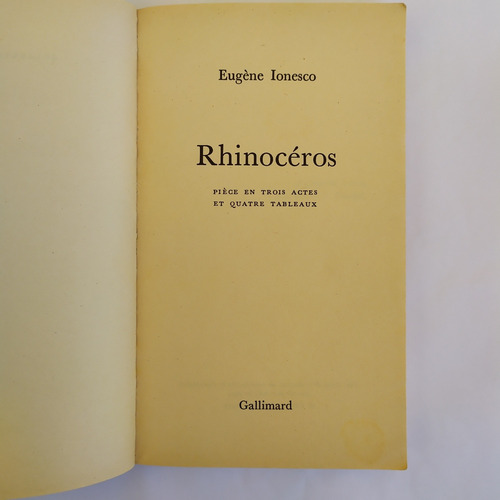 Eugène Ionesco
Rhinocéros
PIÈCE EN TROIS ACTES
ET QUATRE TABLEAUX
Gallimard